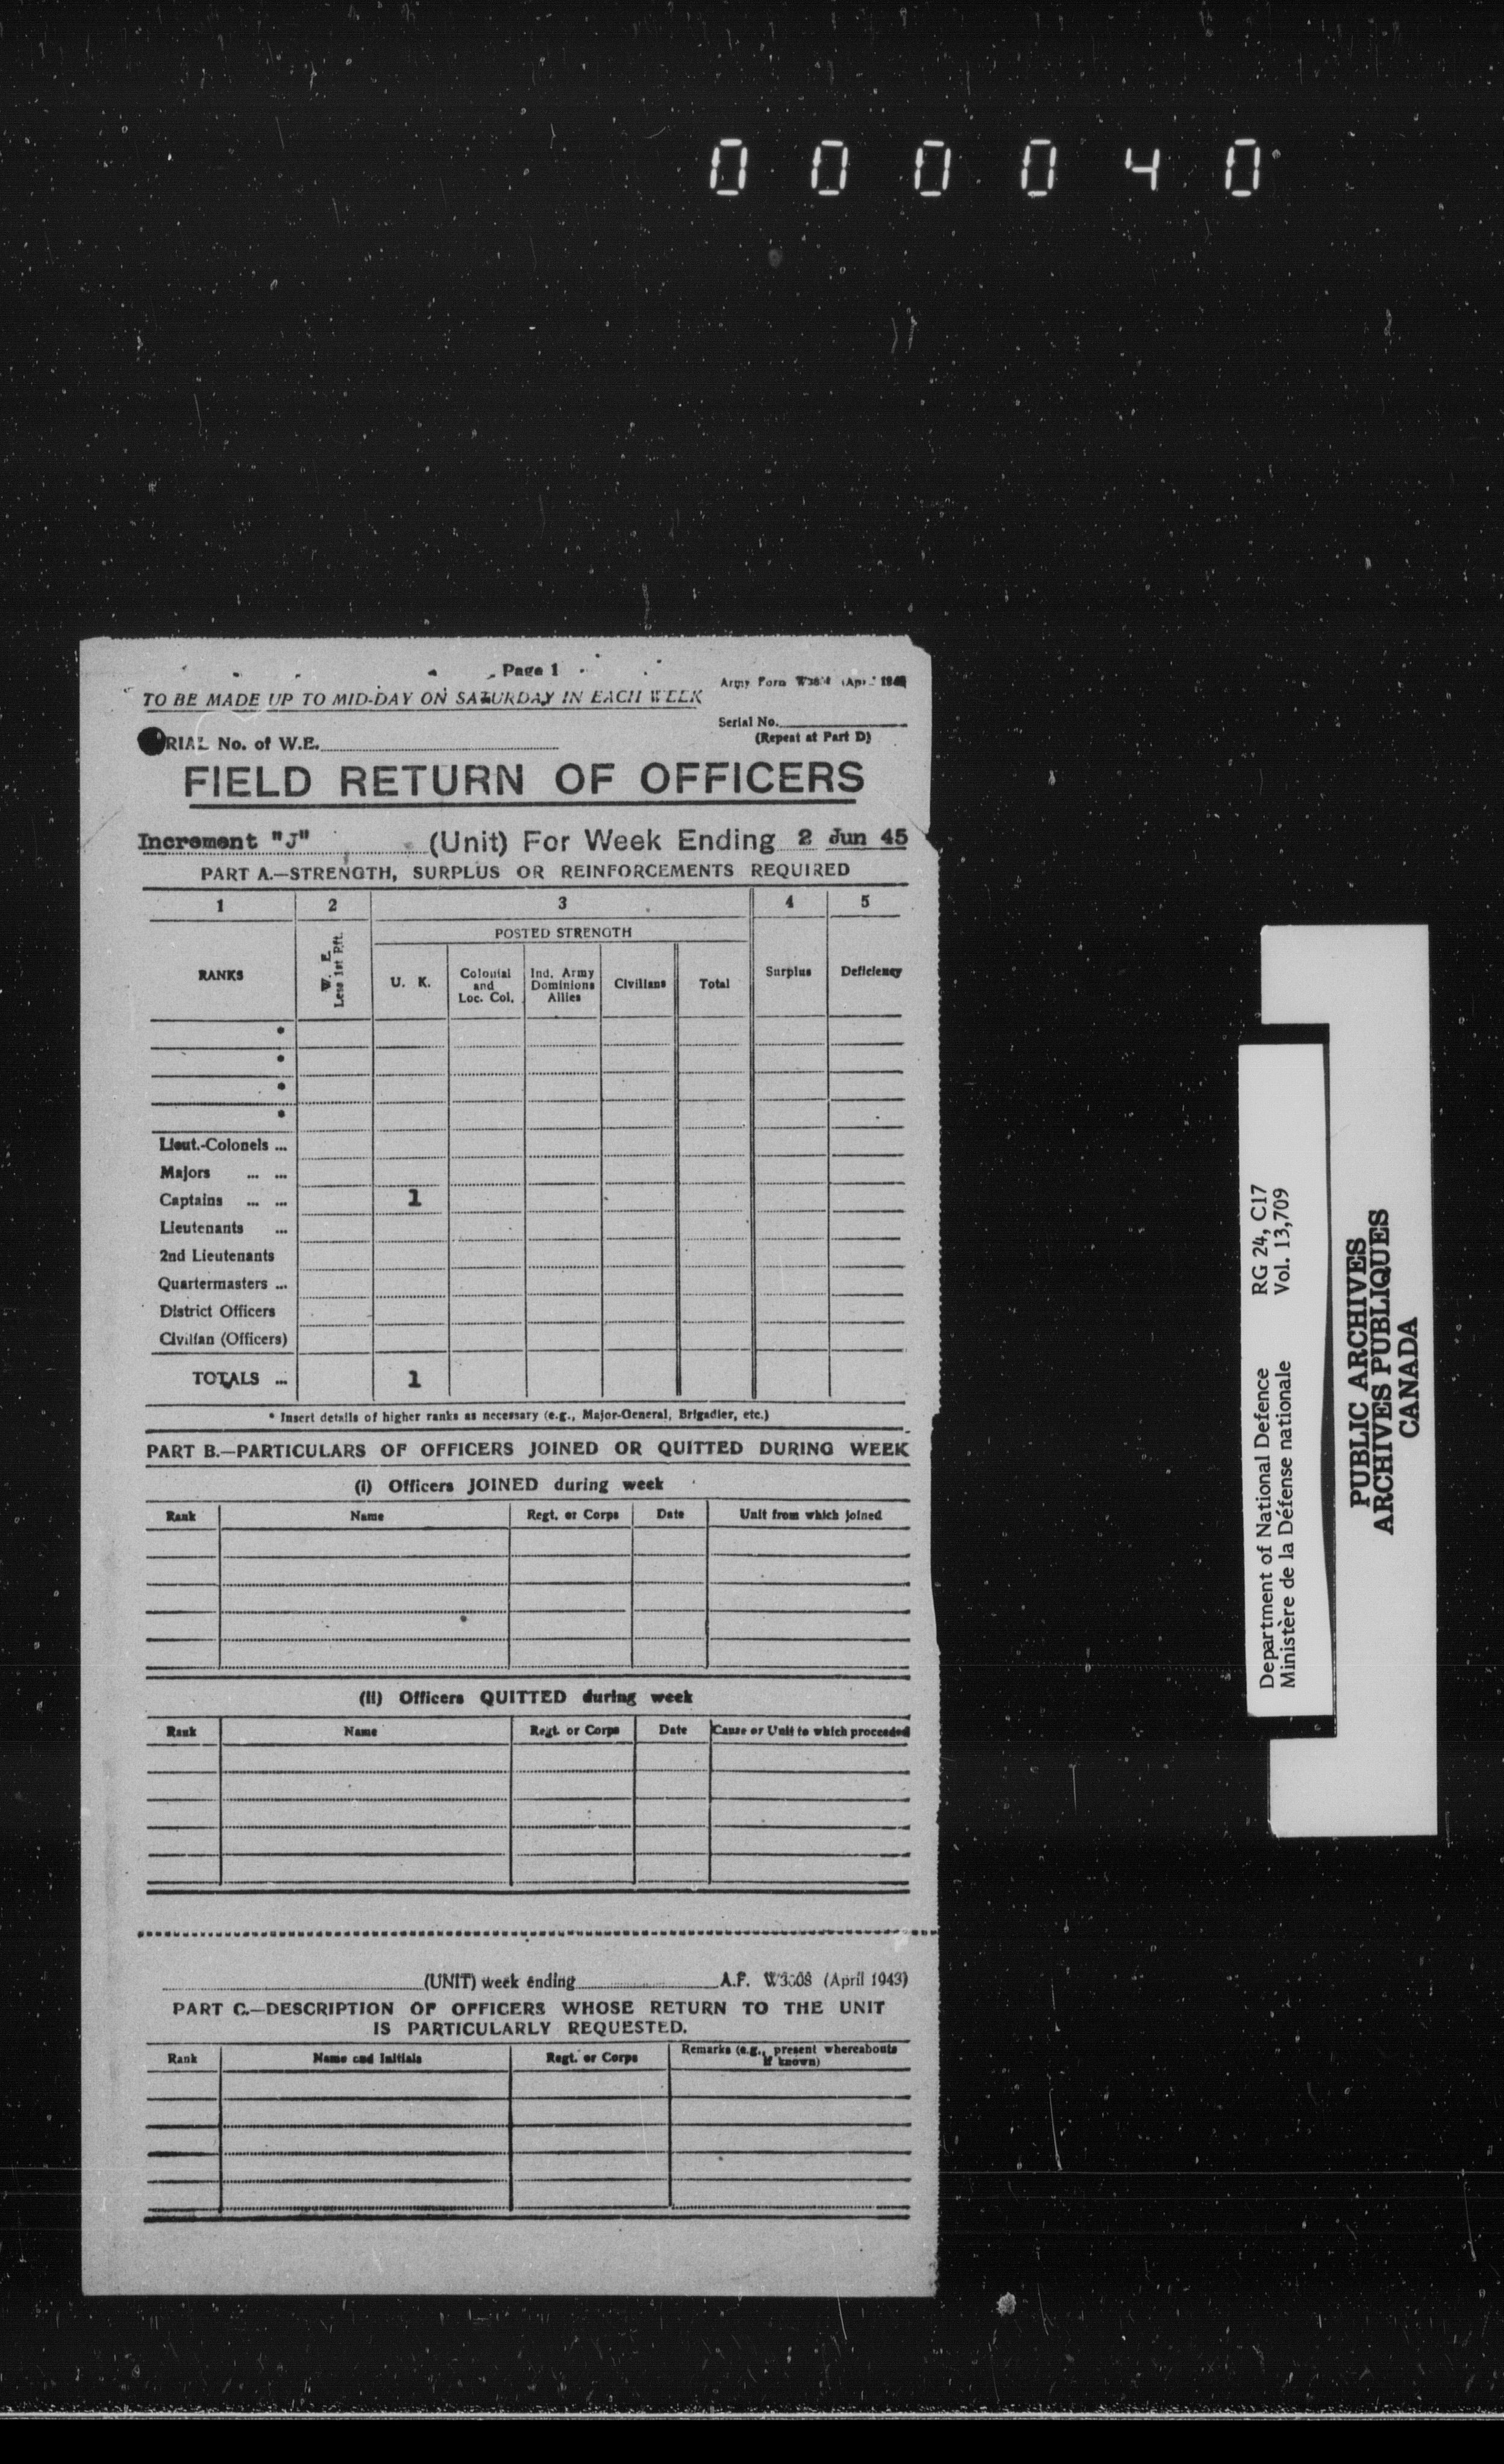 000040
Page 1
Army Form (April 1943)
TO BE MADE UP TO MID-DAY ON SATURDAY IN EACH WEEK
Serial No.
(Repeat at Part D)
RIAL No. of W.E.
FIELD RETURN OF OFFICERS
Increment "J" (Unit) For Week Ending 2 Jun 45
PART A.—STRENGTH, SURPLUS OR REINFORCEMENTS REQUIRED
1 2 3 4 5
POSTED STRENGTH
RANKS
W. E.
Less 1st Rft.
U. K.
Colonial
and
Loc. Col.
Ind. Army
Dominions
Allies
Civilians
Total
Surplus
Deficiency
Lieut.-Colonels ...
Majors ... ...
Captains ... ... 1
Lieutenants ...
2nd Lieutenants
Quartermasters ...
District Officers
Civilian (Officers)
TOTALS ... 1
* Insert details of higher ranks as necessary (e.g., Major-General, Brigadier, etc.)
PART B.—PARTICULARS OF OFFICERS JOINED OR QUITTED DURING WEEK
(i) Officers JOINED during week
Rank Name Regt. or Corps Date Unit from which joined
(ii) Officers QUITTED during week
Rank Name Regt. or Corps Date Cause or Unit to which proceeded
(UNIT) week ending A.F. (April 1943)
PART C.—DESCRIPTION OF OFFICERS WHOSE RETURN TO THE UNIT
IS PARTICULARLY REQUESTED.
Rank Name and Initials Regt. or Corps Remarks (e.g., present whereabouts
if known)
Department of National Defence RG 24, C17
Ministère de la Défense nationale Vol. 13,709
PUBLIC ARCHIVES
ARCHIVES PUBLIQUES
CANADA